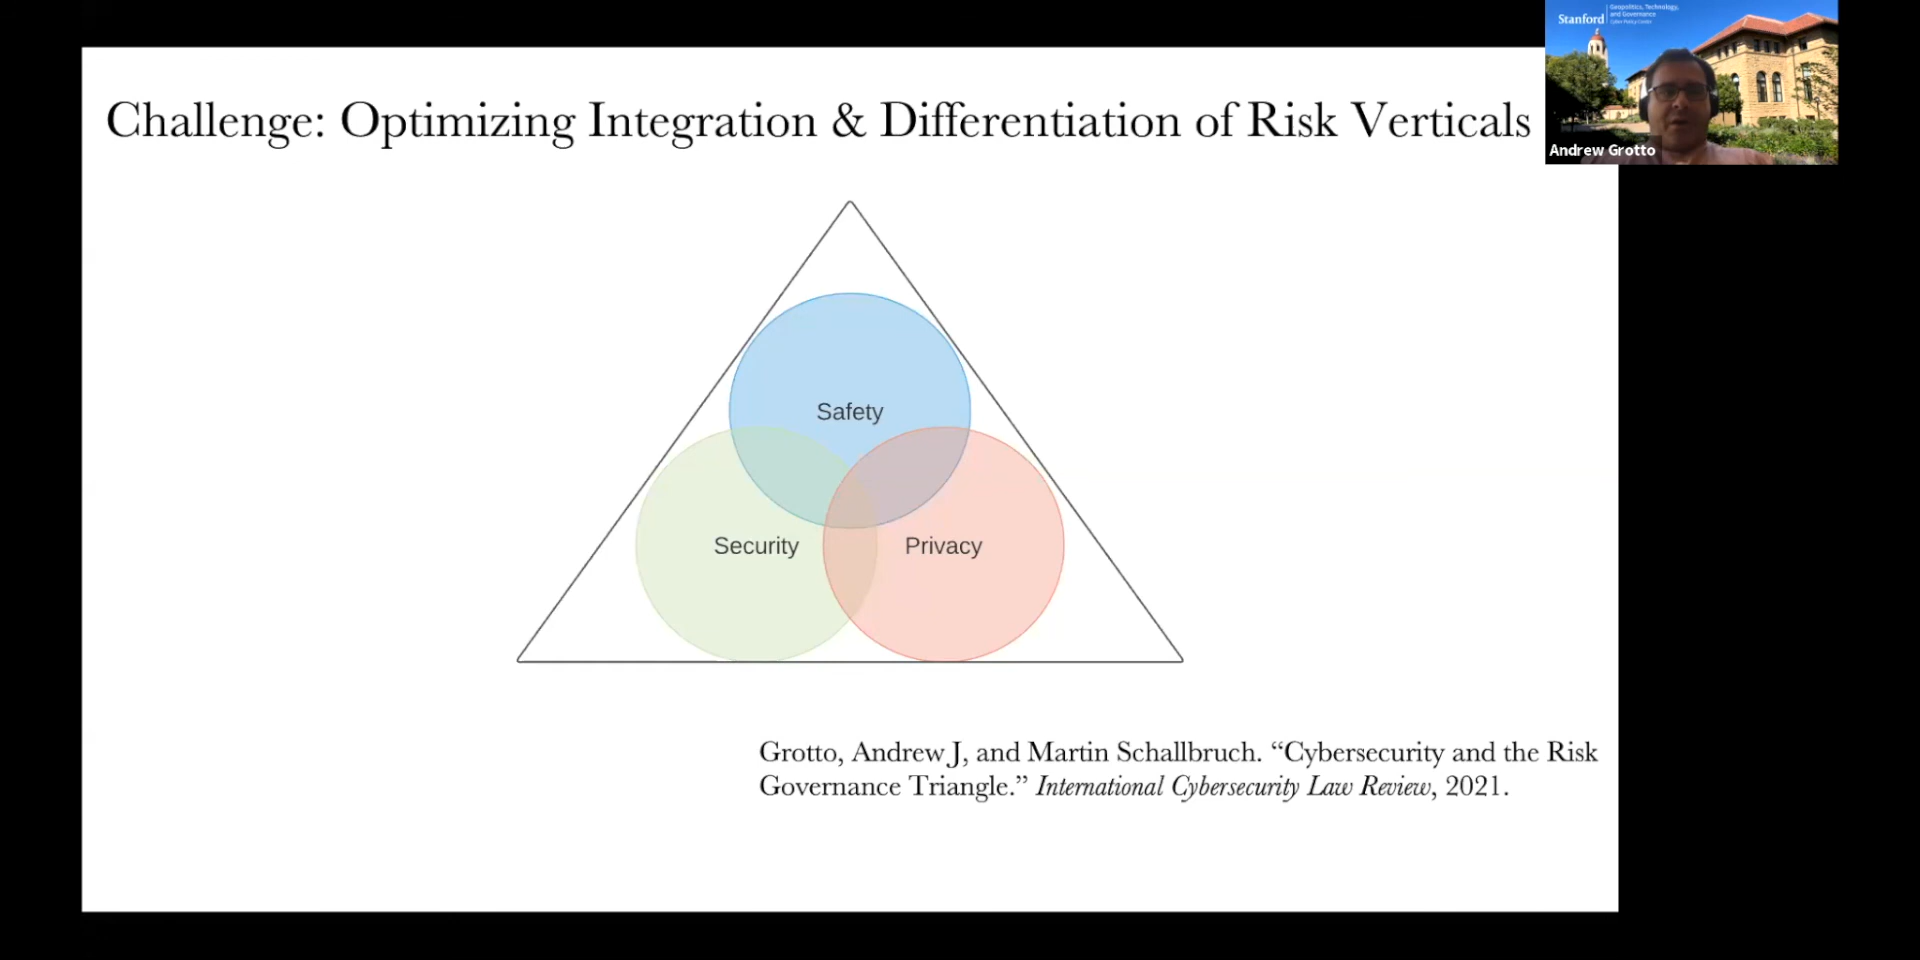 Challenge: Optimizing Integration & Differentiation of Risk Verticals
Stanford
Geopolitics, Technology,
and Governance
Cyber Policy Center
Andrew Grotto
Safety
Security
Privacy
Grotto, Andrew J, and Martin Schallbruch. “Cybersecurity and the Risk
Governance Triangle.” International Cybersecurity Law Review, 2021.